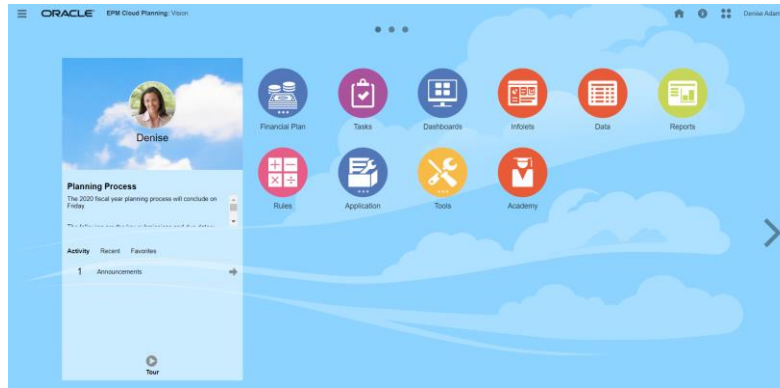 ORACLE EPM Cloud Planning: Vision
Denise Adam
Denise
Financial Plan
Tasks
Dashboards
Infolets
Data
Reports
Planning Process
The 2020 fiscal year planning process will conclude on
Friday
Rules
Application
Tools
Academy
Activity Recent Favorites
1 Announcements
Tour